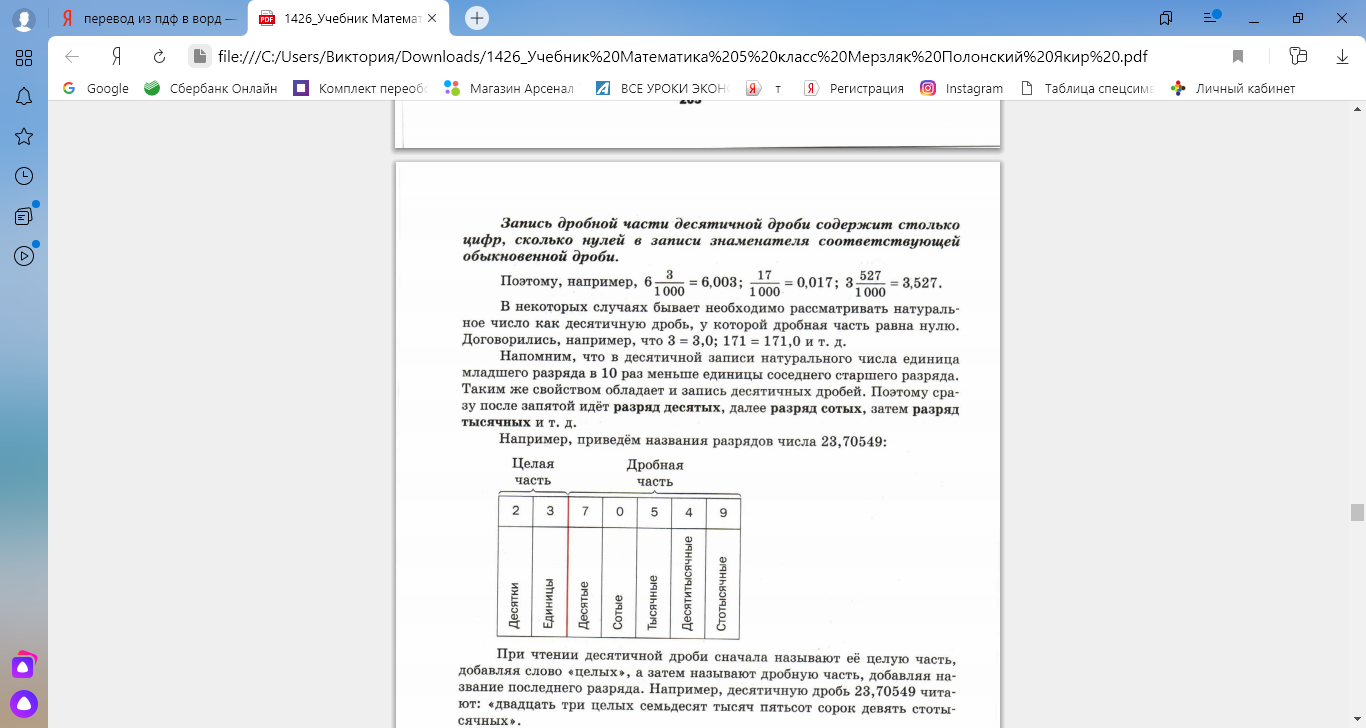 перевод из пдф в ворд —
1426_Учебник Математ
file:///C:/Users/Виктория/Downloads/1426_Учебник%20Математика%205%20класс%20Мерзляк%20Полонский%20Якир%20.pdf
Google
Сбербанк Онлайн
Комплект переоб
Магазин Арсенал
ВСЕ УРОКИ ЭКОН
т
Регистрация
Instagram
Таблица спецсим
Личный кабинет
Запись дробной части десятичной дроби содержит столько
цифр, сколько нулей в записи знаменателя соответствующей
обыкновенной дроби.
Поэтому, например, 6 3/1000 = 6,003; 17/1000 = 0,017; 3 527/1000 = 3,527.
В некоторых случаях бывает необходимо рассматривать натураль-
ное число как десятичную дробь, у которой дробная часть равна нулю.
Договорились, например, что 3 = 3,0; 171 = 171,0 и т. д.
Напомним, что в десятичной записи натурального числа единица
младшего разряда в 10 раз меньше единицы соседнего старшего разряда.
Таким же свойством обладает и запись десятичных дробей. Поэтому сра-
зу после запятой идёт разряд десятых, далее разряд сотых, затем разряд
тысячных и т. д.
Например, приведём названия разрядов числа 23,70549:
Целая часть
Дробная часть
2 3 7 0 5 4 9
Десятки
Единицы
Десятые
Сотые
Тысячные
Десятитысячные
Стотысячные
При чтении десятичной дроби сначала называют её целую часть,
добавляя слово «целых», а затем называют дробную часть, добавляя на-
звание последнего разряда. Например, десятичную дробь 23,70549 чита-
ют: «двадцать три целых семьдесят тысяч пятьсот сорок девять стоты-
сячных».